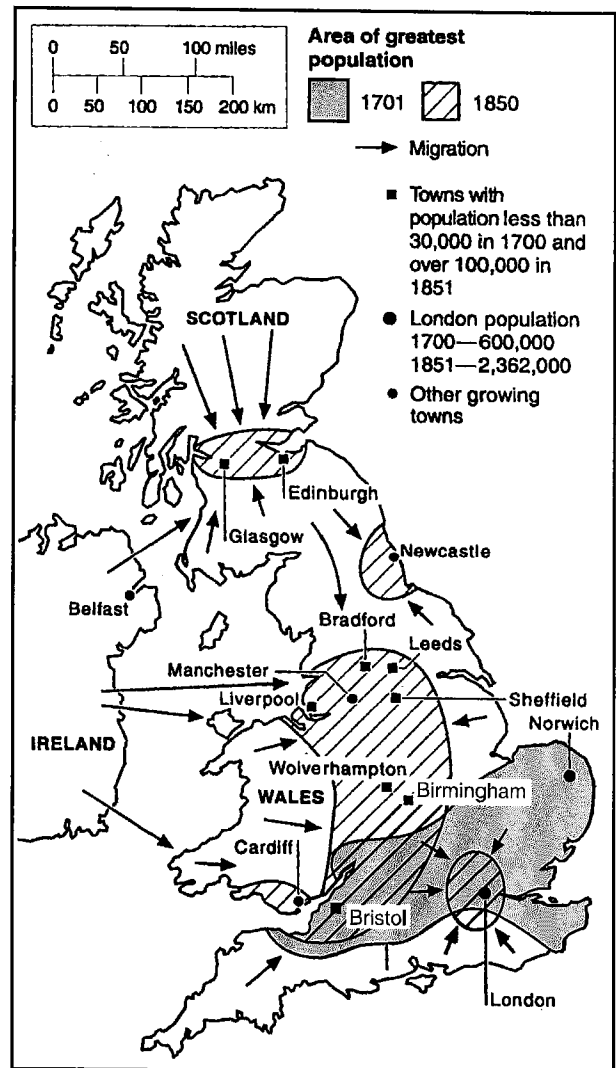 0 50 100 miles
0 50 100 150 200 km
Area of greatest
population
1701 1850
Migration
Towns with
population less than
30,000 in 1700 and
over 100,000 in
1851
London population
1700—600,000
1851—2,362,000
Other growing
towns
SCOTLAND
Edinburgh
Glasgow
Newcastle
Belfast
Bradford
Leeds
Manchester
Liverpool
Sheffield
Norwich
IRELAND
Wolverhampton
WALES
Birmingham
Cardiff
Bristol
London